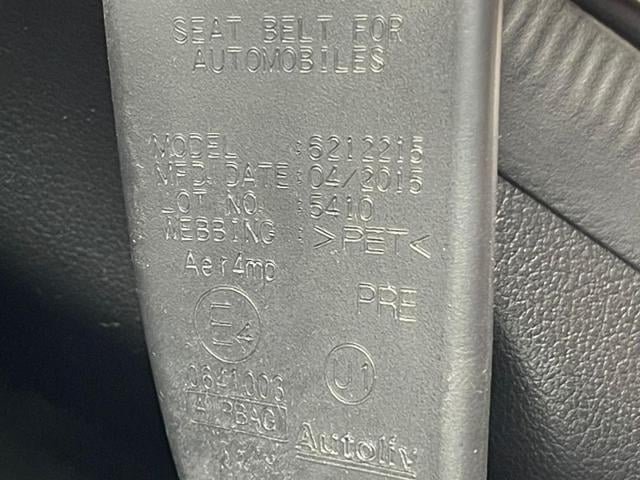 SEAT BELT FOR
AUTOMOBILES
MODEL :6212215
MFD. DATE :04/2015
LOT NO. :5410
WEBBING :>PET<
Aer4mp
PRE
E4
U1
0641003
AIRBAG
Autoliv